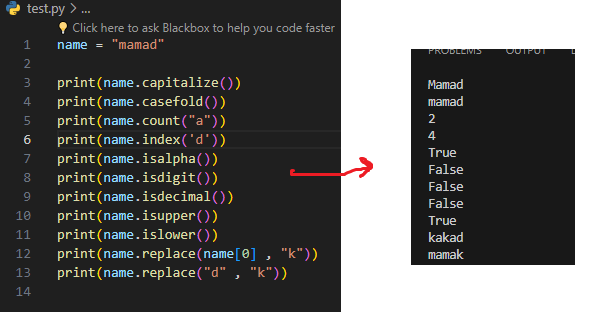 test.py > ...
Click here to ask Blackbox to help you code faster
1 name = "mamad"
2
3 print(name.capitalize())
4 print(name.casefold())
5 print(name.count("a"))
6 print(name.index('d'))
7 print(name.isalpha())
8 print(name.isdigit())
9 print(name.isdecimal())
10 print(name.isupper())
11 print(name.islower())
12 print(name.replace(name[0] , "k"))
13 print(name.replace("d" , "k"))
14
PROBLEMS OUTPUT
Mamad
mamad
2
4
True
False
False
False
True
kakad
mamak